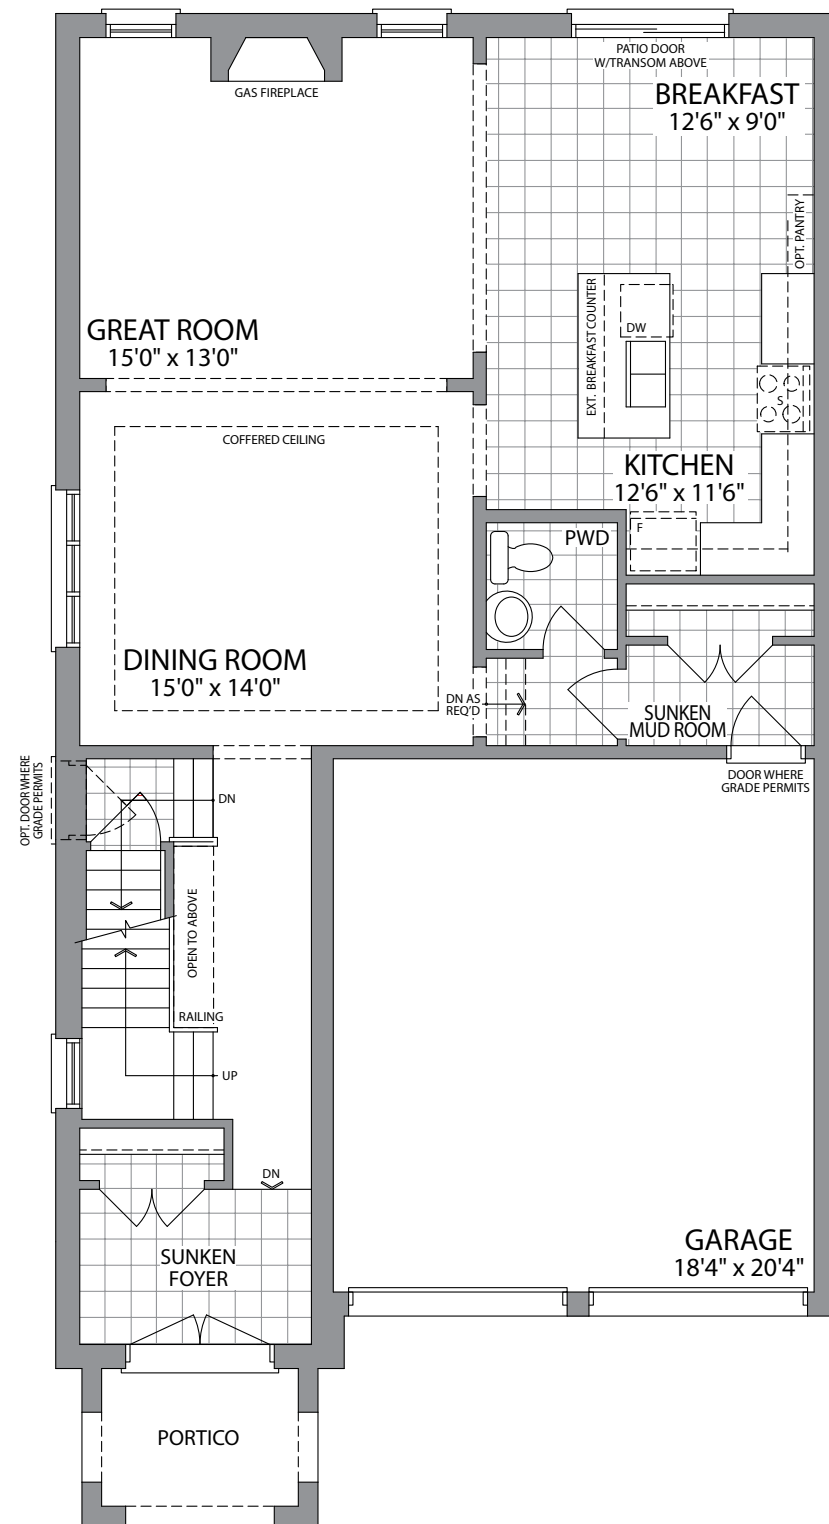 PATIO DOOR
W/TRANSOM ABOVE
GAS FIREPLACE
BREAKFAST
12'6" x 9'0"
OPT. PANTRY
GREAT ROOM
15'0" x 13'0"
EXT. BREAKFAST COUNTER
DW
S
COFFERED CEILING
KITCHEN
12'6" x 11'6"
F
PWD
DINING ROOM
15'0" x 14'0"
DN AS
REQ'D
SUNKEN
MUD ROOM
OPT. DOOR WHERE
GRADE PERMITS
DOOR WHERE
GRADE PERMITS
DN
OPEN TO ABOVE
RAILING
UP
DN
SUNKEN
FOYER
GARAGE
18'4" x 20'4"
PORTICO